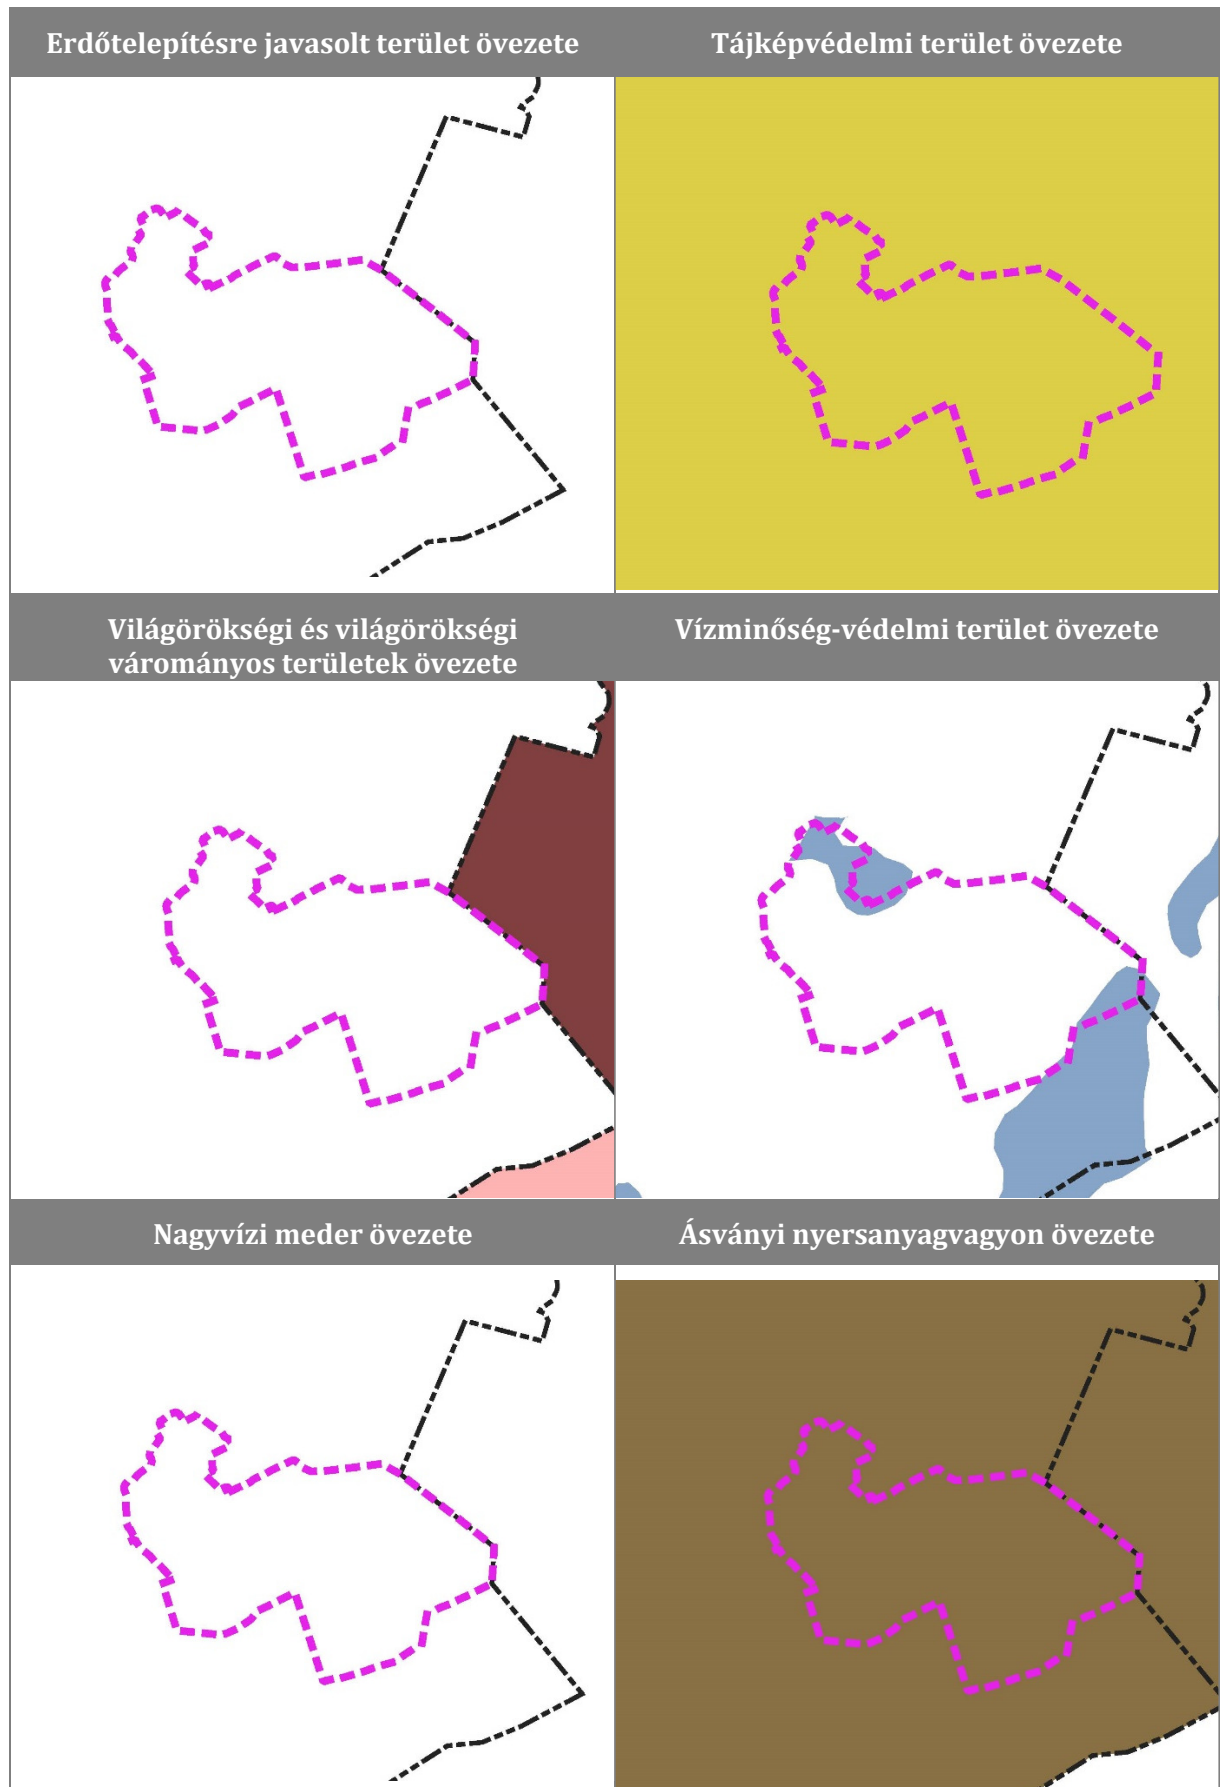 Erdőtelepítésre javasolt terület övezete
Tájképvédelmi terület övezete
Világörökségi és világörökségi
várományos területek övezete
Vízminőség-védelmi terület övezete
Nagyvízi meder övezete
Ásványi nyersanyagvagyon övezete